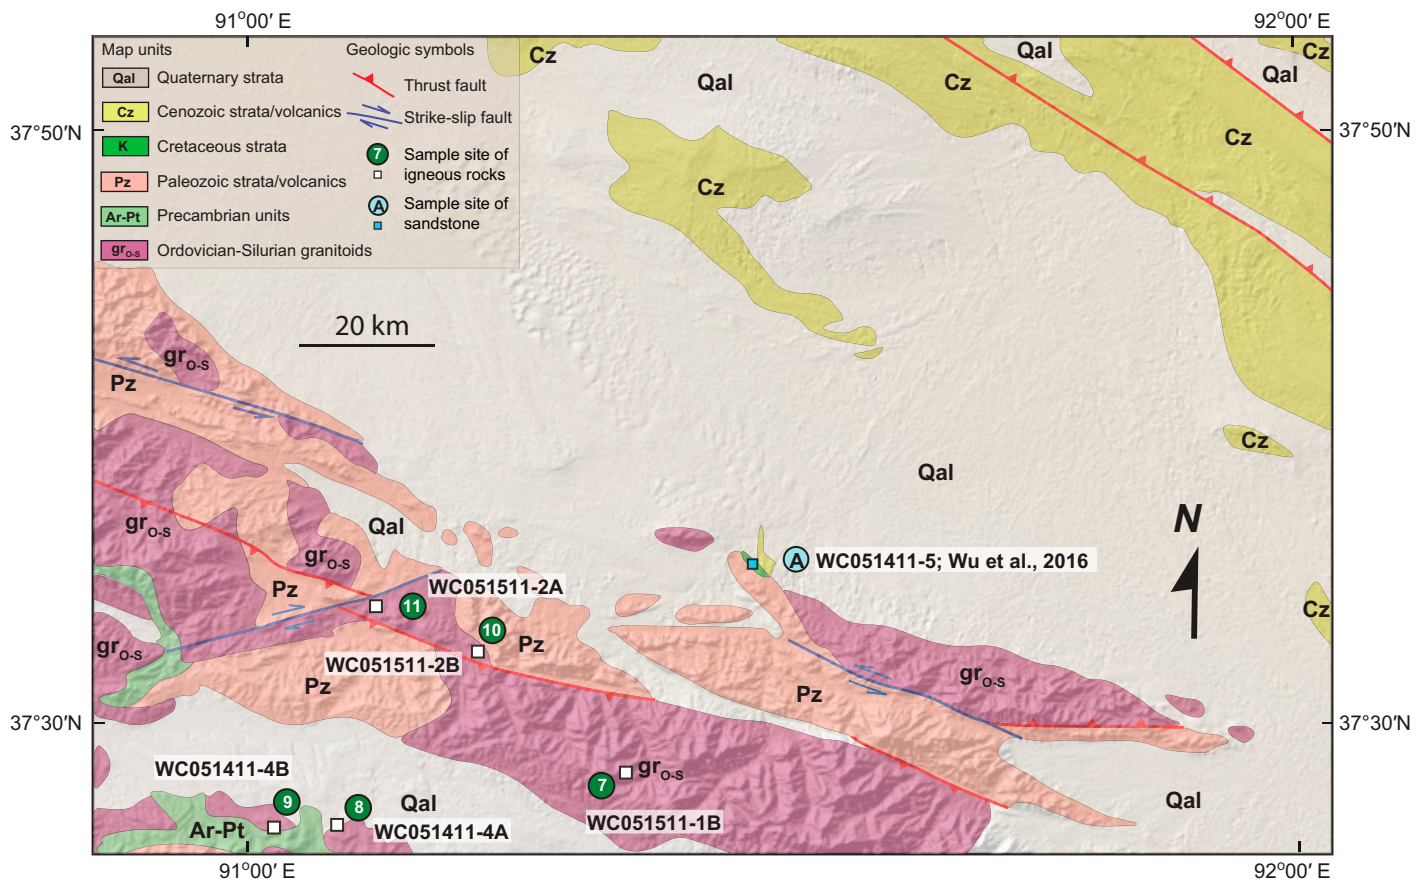 91°00′ E
92°00′ E
Map units
Geologic symbols
Qal Quaternary strata
Cz Cenozoic strata/volcanics
K Cretaceous strata
Pz Paleozoic strata/volcanics
Ar-Pt Precambrian units
grO-S Ordovician-Silurian granitoids
Thrust fault
Strike-slip fault
7 Sample site of
igneous rocks
A Sample site of
sandstone
Cz
Qal
Cz
Qal
Cz
Qal
Cz
37°50′N
37°50′N
Cz
20 km
grO-S
Pz
Cz
Qal
grO-S
Qal
grO-S
N
A WC051411-5; Wu et al., 2016
Pz
WC051511-2A
11
Cz
10
Pz
grO-S
WC051511-2B
Pz
Pz
grO-S
37°30′N
37°30′N
WC051411-4B
9
8
Qal
WC051411-4A
Ar-Pt
7
grO-S
WC051511-1B
Qal
91°00′ E
92°00′ E